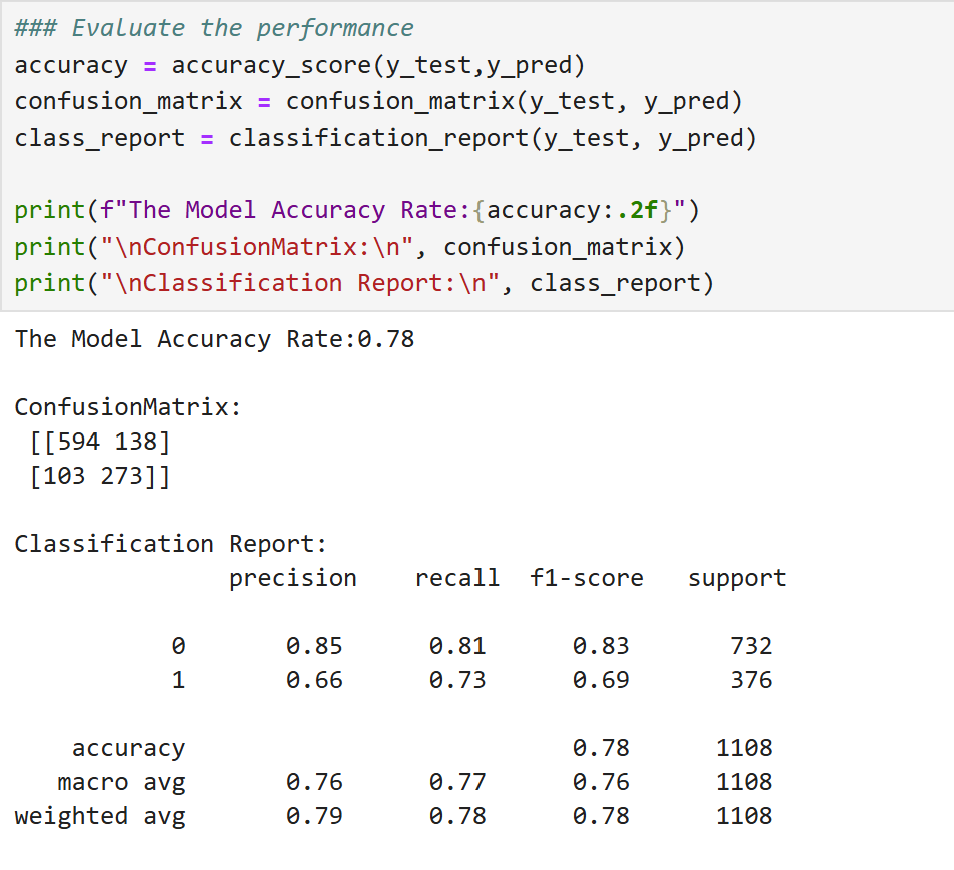 ### Evaluate the performance
accuracy = accuracy_score(y_test,y_pred)
confusion_matrix = confusion_matrix(y_test, y_pred)
class_report = classification_report(y_test, y_pred)
print(f"The Model Accuracy Rate:{accuracy:.2f}")
print("\nConfusionMatrix:\n", confusion_matrix)
print("\nClassification Report:\n", class_report)
The Model Accuracy Rate:0.78
ConfusionMatrix:
[[594 138]
[103 273]]
Classification Report:
precision recall f1-score support
0 0.85 0.81 0.83 732
1 0.66 0.73 0.69 376
accuracy 0.78 1108
macro avg 0.76 0.77 0.76 1108
weighted avg 0.79 0.78 0.78 1108